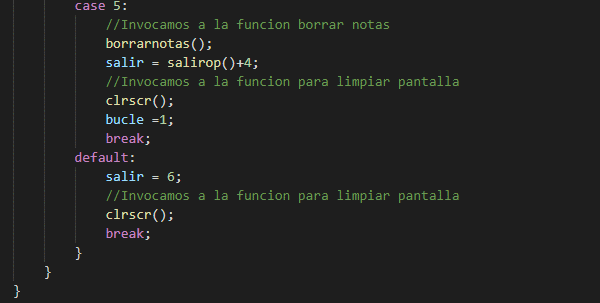 case 5:
//Invocamos a la funcion borrar notas
borrarnotas();
salir = salirop()+4;
//Invocamos a la funcion para limpiar pantalla
clrscr();
bucle =1;
break;
default:
salir = 6;
//Invocamos a la funcion para limpiar pantalla
clrscr();
break;
}
}
}